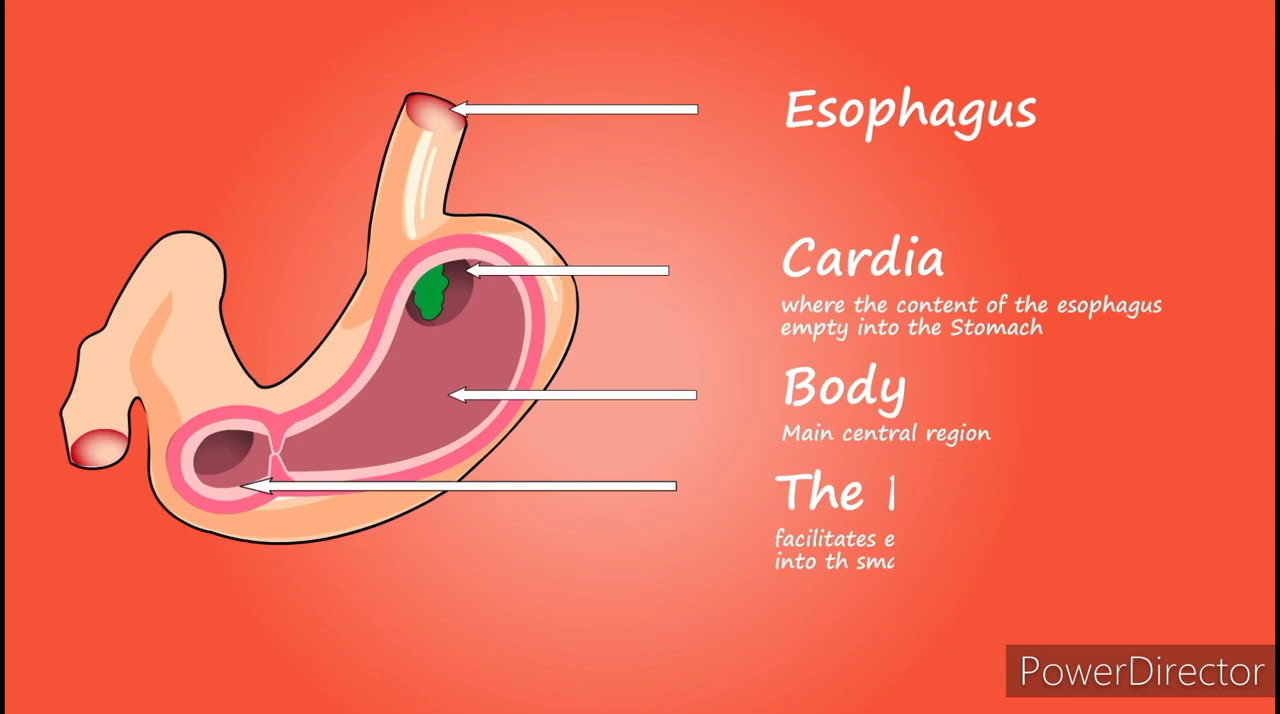 Esophagus
Cardia
where the content of the esophagus
empty into the Stomach
Body
Main central region
The
facilitates
into th
PowerDirector